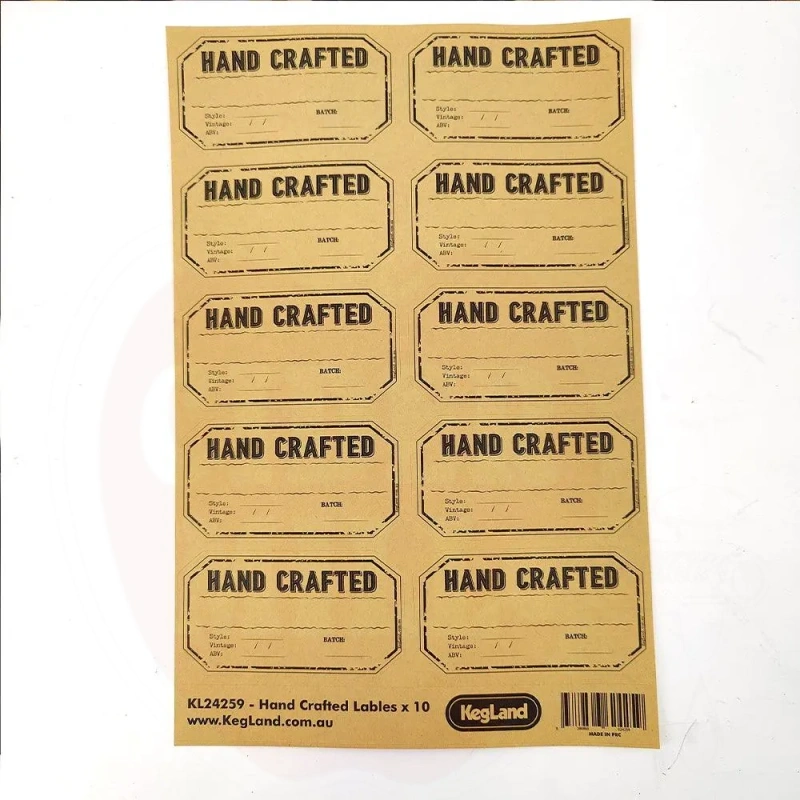 HAND CRAFTED
Style:
BATCH:
Vintage: / /
ABV:
HAND CRAFTED
Style:
BATCH:
Vintage: / /
ABV:
HAND CRAFTED
Style:
BATCH:
Vintage: / /
ABV:
HAND CRAFTED
Style:
BATCH:
Vintage: / /
ABV:
HAND CRAFTED
Style:
BATCH:
Vintage: / /
ABV:
HAND CRAFTED
Style:
BATCH:
Vintage: / /
ABV:
HAND CRAFTED
Style:
BATCH:
Vintage: / /
ABV:
HAND CRAFTED
Style:
BATCH:
Vintage: / /
ABV:
HAND CRAFTED
Style:
BATCH:
Vintage: / /
ABV:
HAND CRAFTED
Style:
BATCH:
Vintage: / /
ABV:
KL24259 - Hand Crafted Lables x 10
www.KegLand.com.au
KegLand
MADE IN PRC